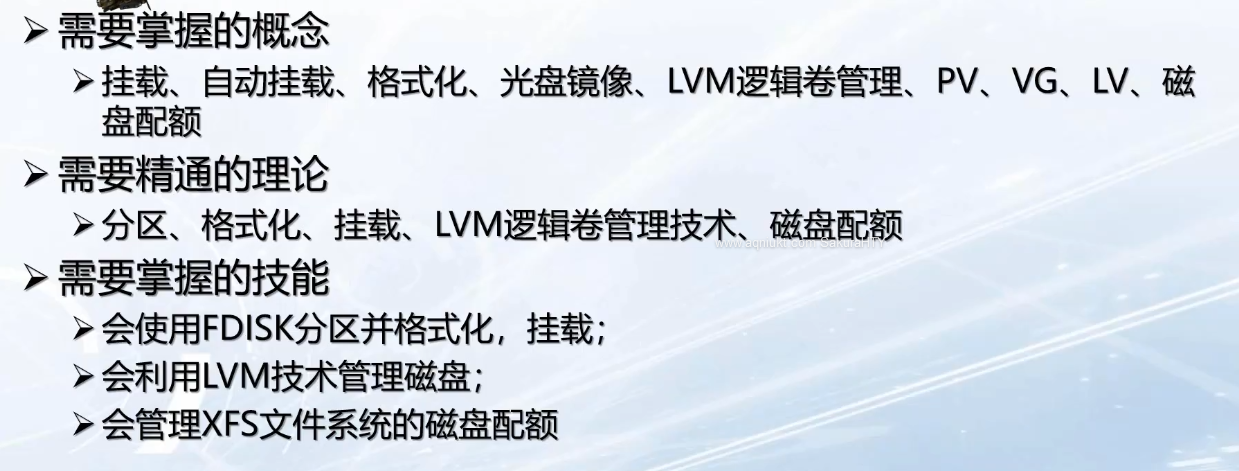 需要掌握的概念
挂载、自动挂载、格式化、光盘镜像、LVM逻辑卷管理、PV、VG、LV、磁
盘配额
需要精通的理论
分区、格式化、挂载、LVM逻辑卷管理技术、磁盘配额
需要掌握的技能
会使用FDISK分区并格式化，挂载；
会利用LVM技术管理磁盘；
会管理XFS文件系统的磁盘配额